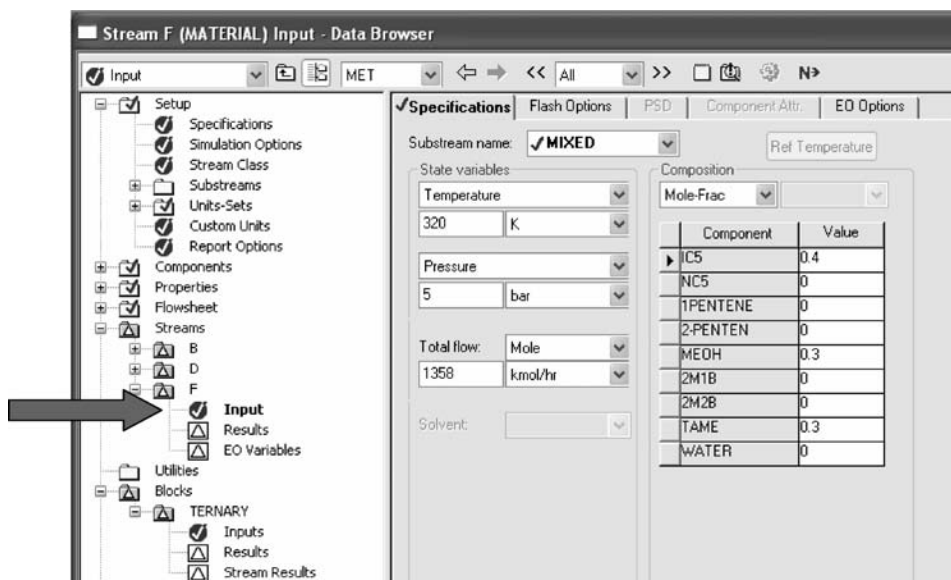 Stream F (MATERIAL) Input - Data Browser
Input MET << All >> N>
Setup
Specifications
Simulation Options
Stream Class
Substreams
Units-Sets
Custom Units
Report Options
Components
Properties
Flowsheet
Streams
B
D
F
Input
Results
EO Variables
Utilities
Blocks
TERNARY
Inputs
Results
Stream Results
Specifications Flash Options PSD Component Attr. EO Options
Substream name: MIXED Ref Temperature
State variables
Temperature
320 K
Pressure
5 bar
Total flow: Mole
1358 kmol/hr
Solvent:
Composition
Mole-Frac
Component Value
IC5 0.4
NC5 0
1PENTENE 0
2-PENTEN 0
MEOH 0.3
2M1B 0
2M2B 0
TAME 0.3
WATER 0